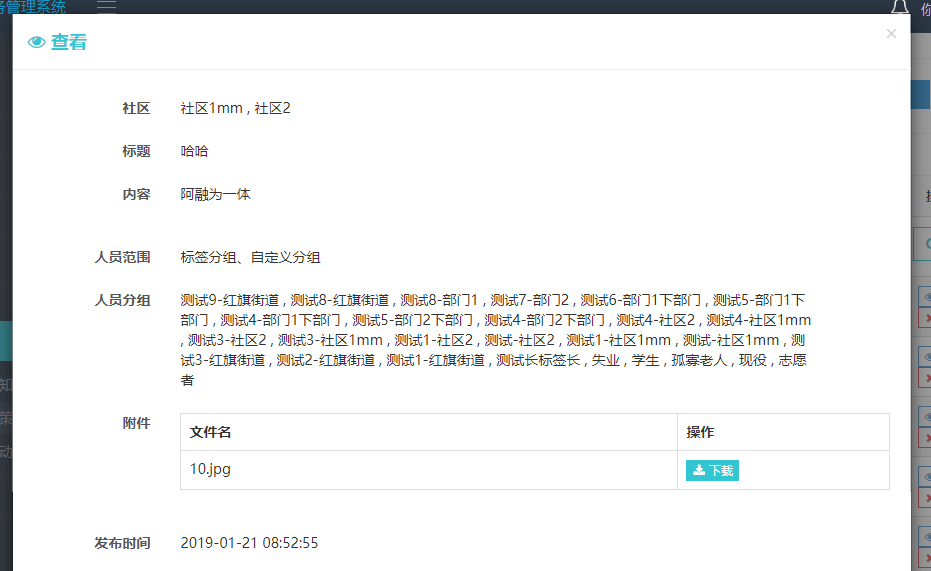 务管理系统
你
查看
×
社区 社区1mm , 社区2
标题 哈哈
内容 阿融为一体
人员范围 标签分组、自定义分组
人员分组 测试9-红旗街道 , 测试8-红旗街道 , 测试8-部门1 , 测试7-部门2 , 测试6-部门1下部门 , 测试5-部门1下
部门 , 测试4-部门1下部门 , 测试5-部门2下部门 , 测试4-部门2下部门 , 测试4-社区2 , 测试4-社区1mm
, 测试3-社区2 , 测试3-社区1mm , 测试1-社区2 , 测试-社区2 , 测试1-社区1mm , 测试-社区1mm , 测
试3-红旗街道 , 测试2-红旗街道 , 测试1-红旗街道 , 测试长标签长 , 失业 , 学生 , 孤寡老人 , 现役 , 志愿
者
知
策
动
附件 文件名 操作
10.jpg 下载
发布时间 2019-01-21 08:52:55